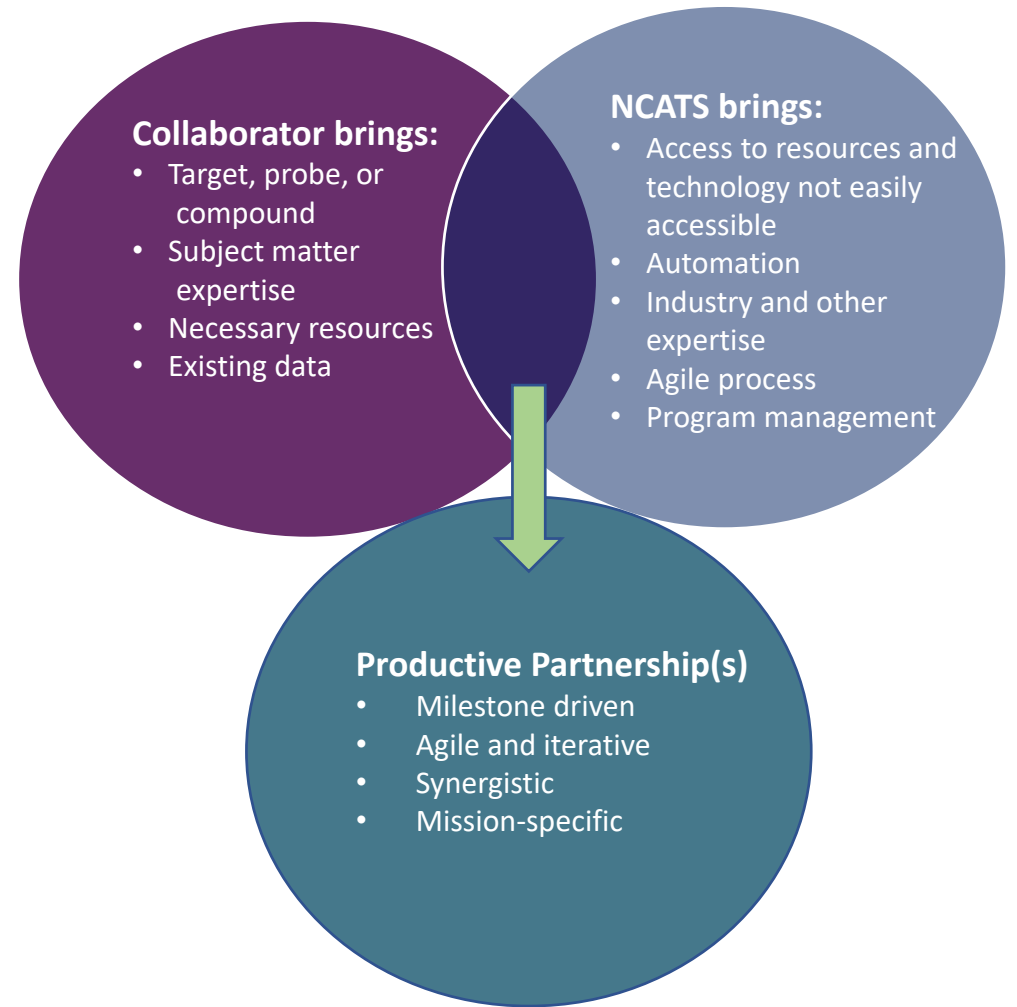 Collaborator brings:
• Target, probe, or
compound
• Subject matter
expertise
• Necessary resources
• Existing data
NCATS brings:
• Access to resources and
technology not easily
accessible
• Automation
• Industry and other
expertise
• Agile process
• Program management
Productive Partnership(s)
• Milestone driven
• Agile and iterative
• Synergistic
• Mission-specific